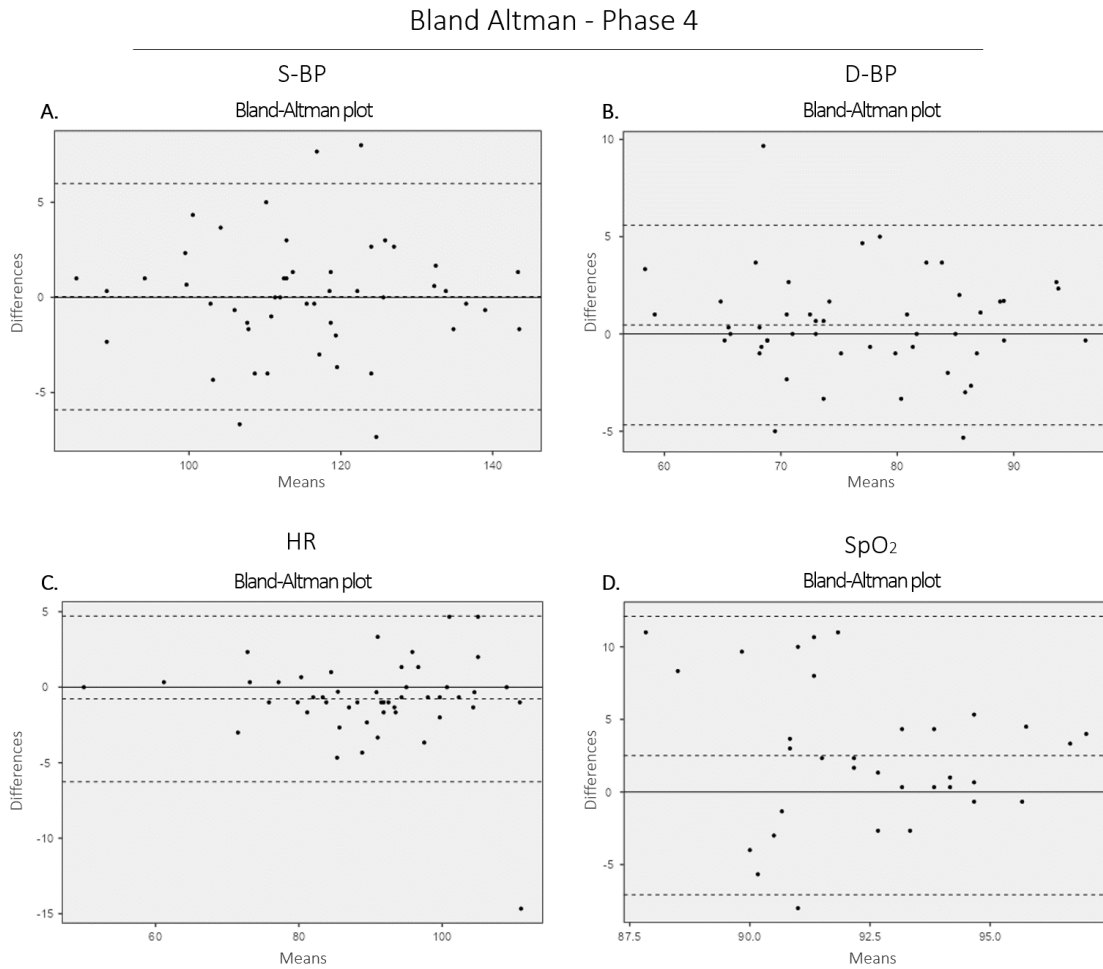 Bland Altman - Phase 4
S-BP
A.
Bland-Altman plot
Differences
5
0
-5
100
120
140
Means
D-BP
B.
Bland-Altman plot
Differences
10
5
0
-5
60
70
80
90
Means
HR
C.
Bland-Altman plot
Differences
5
0
-5
-10
-15
60
80
100
Means
SpO2
D.
Bland-Altman plot
Differences
10
5
0
-5
87.5
90.0
92.5
95.0
Means